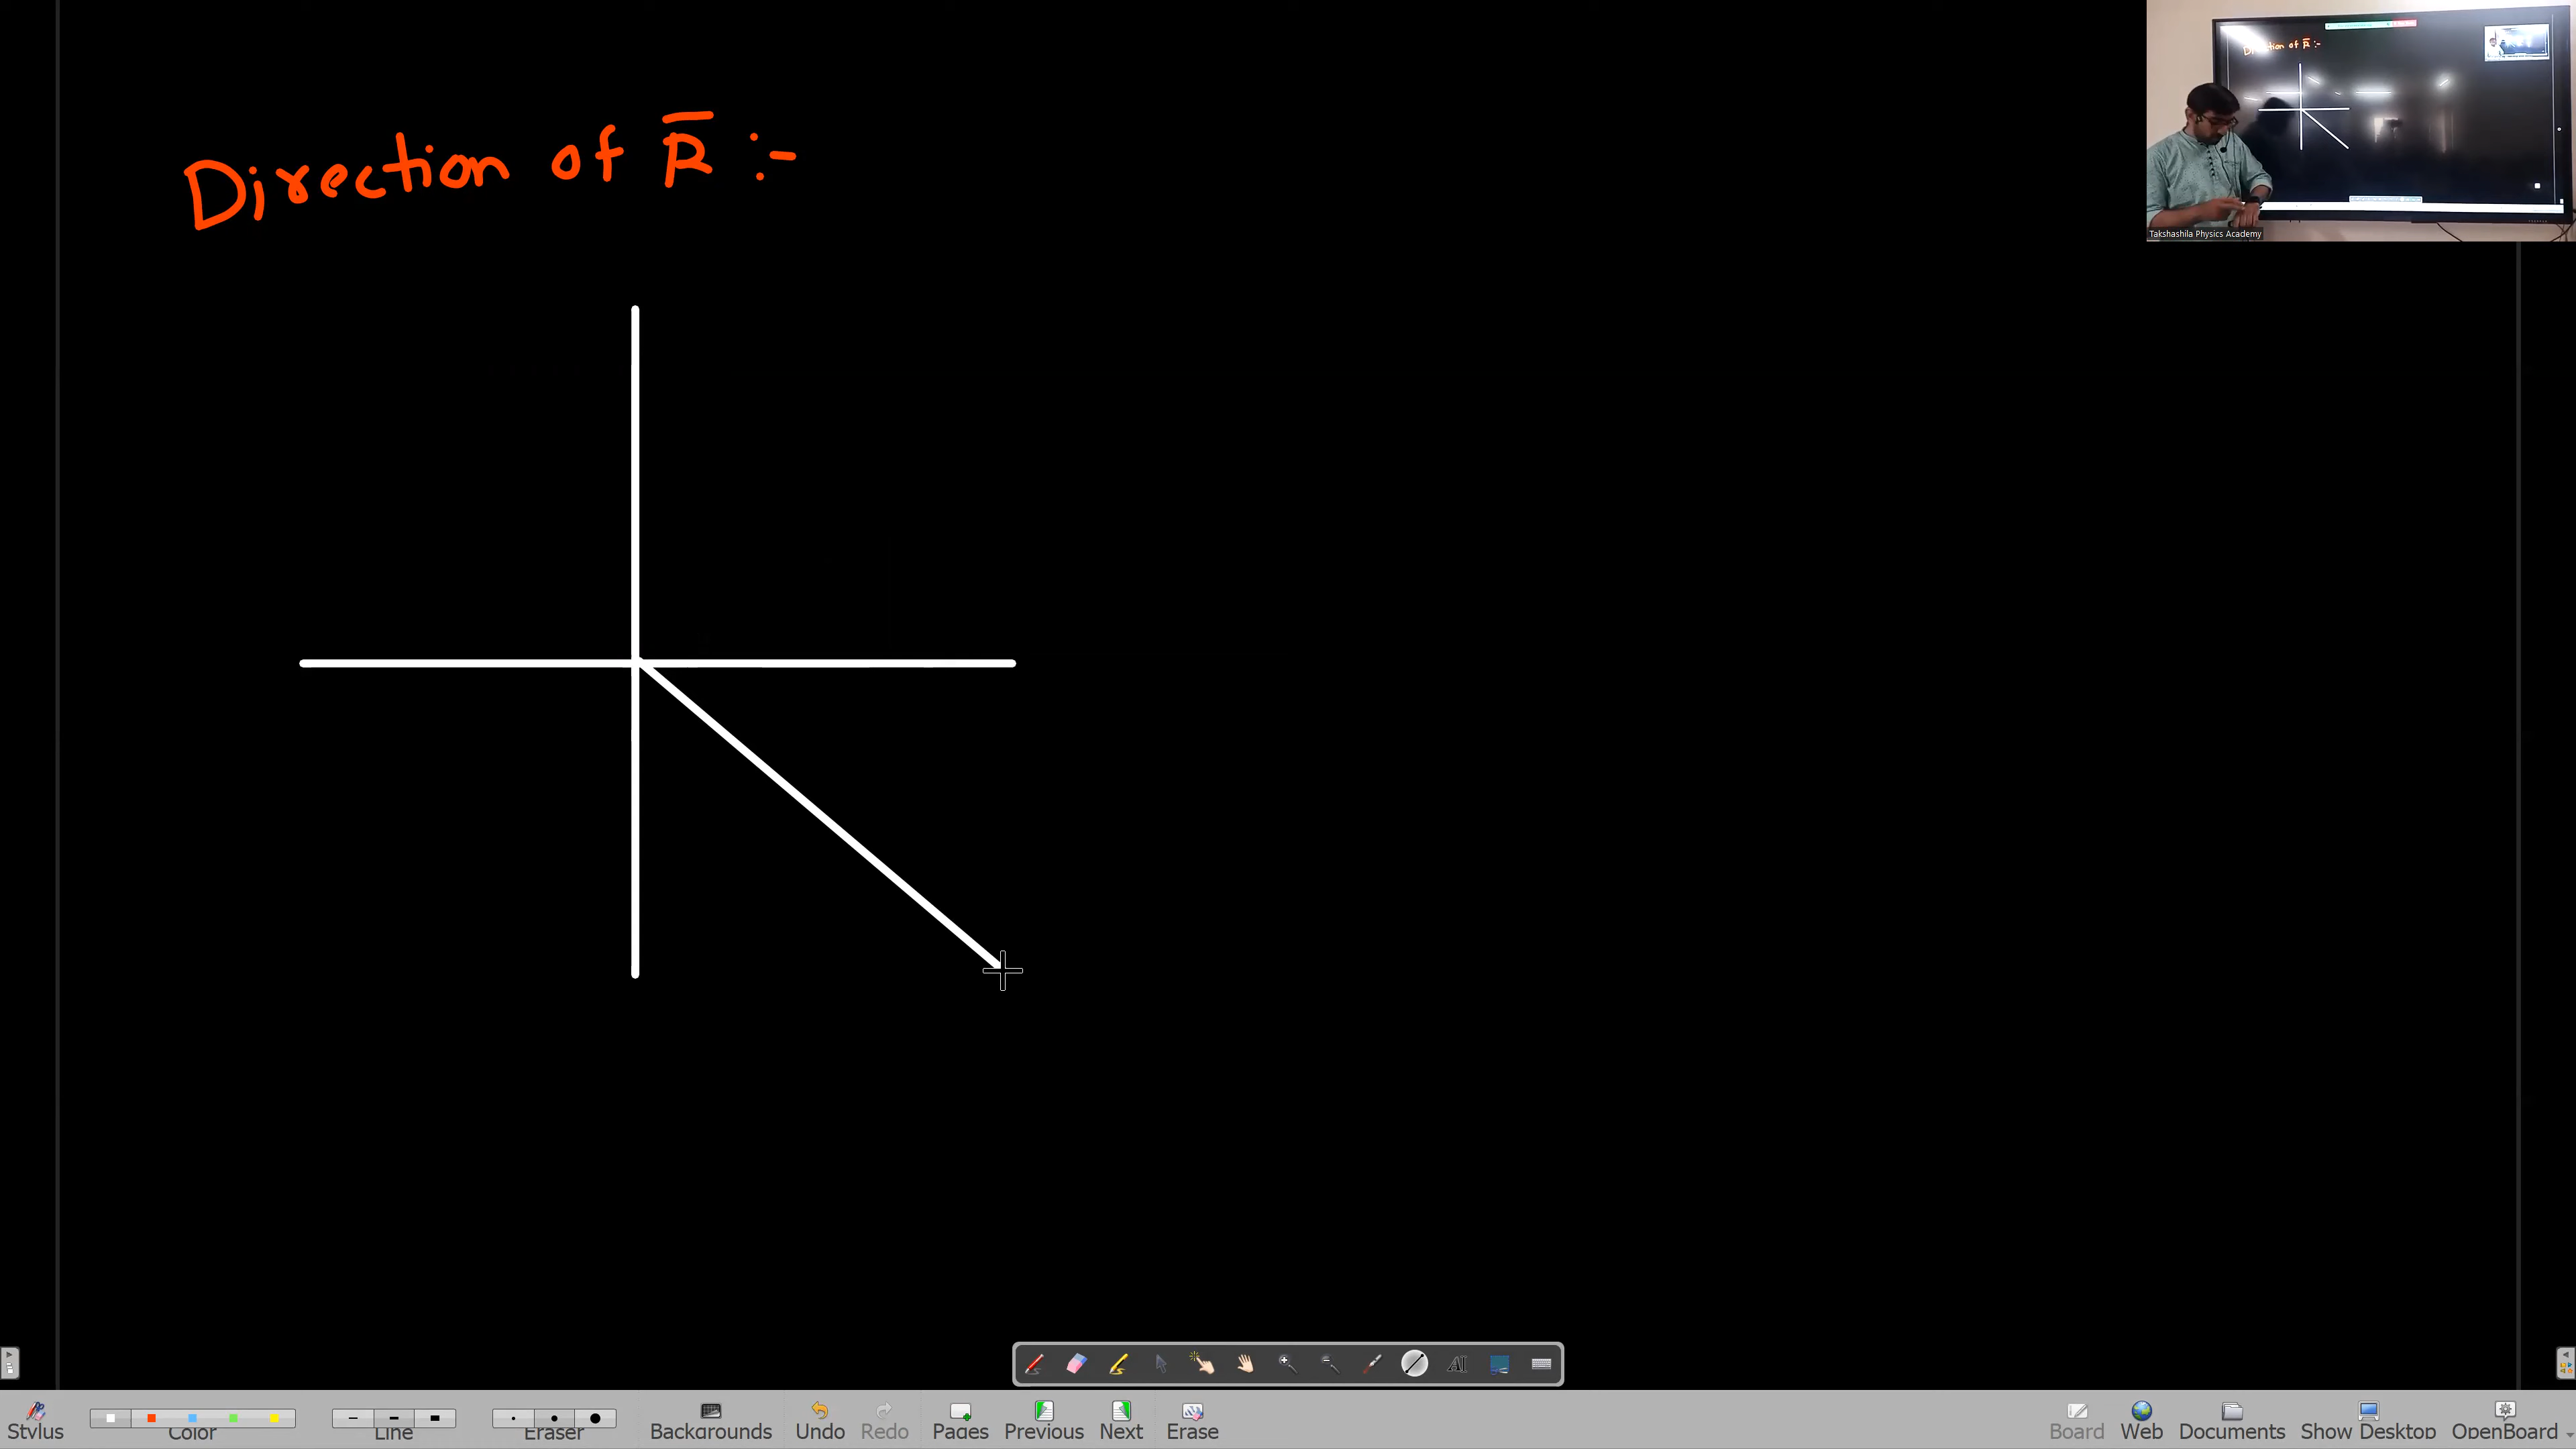 Direction of R̅ :-
Takshashila Physics Academy
Stylus
Color
Line
Eraser
Backgrounds
Undo
Redo
Pages
Previous
Next
Erase
Board
Web
Documents
Show Desktop
OpenBoard